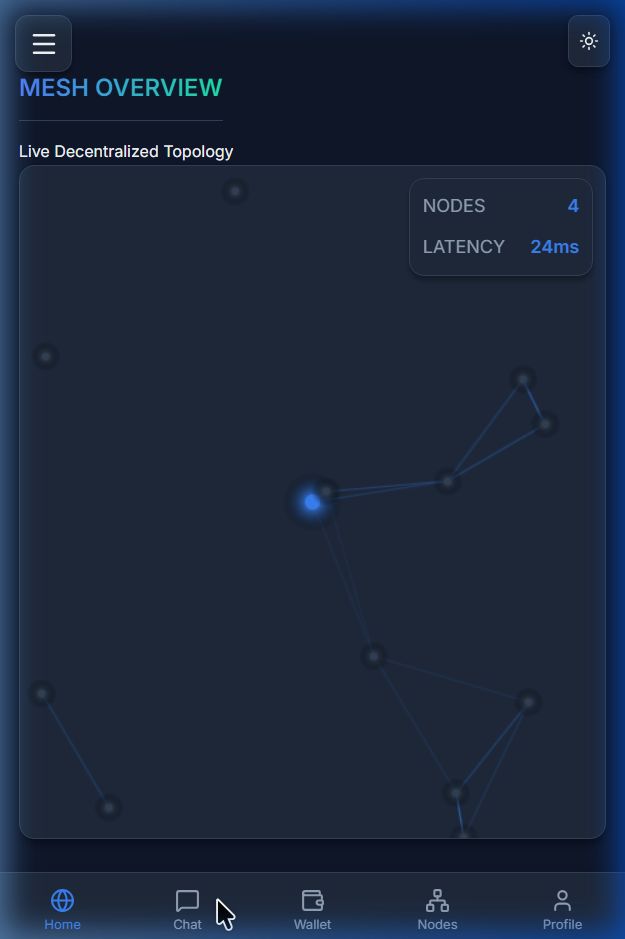 MESH OVERVIEW
Live Decentralized Topology
NODES 4
LATENCY 24ms
Home Chat Wallet Nodes Profile